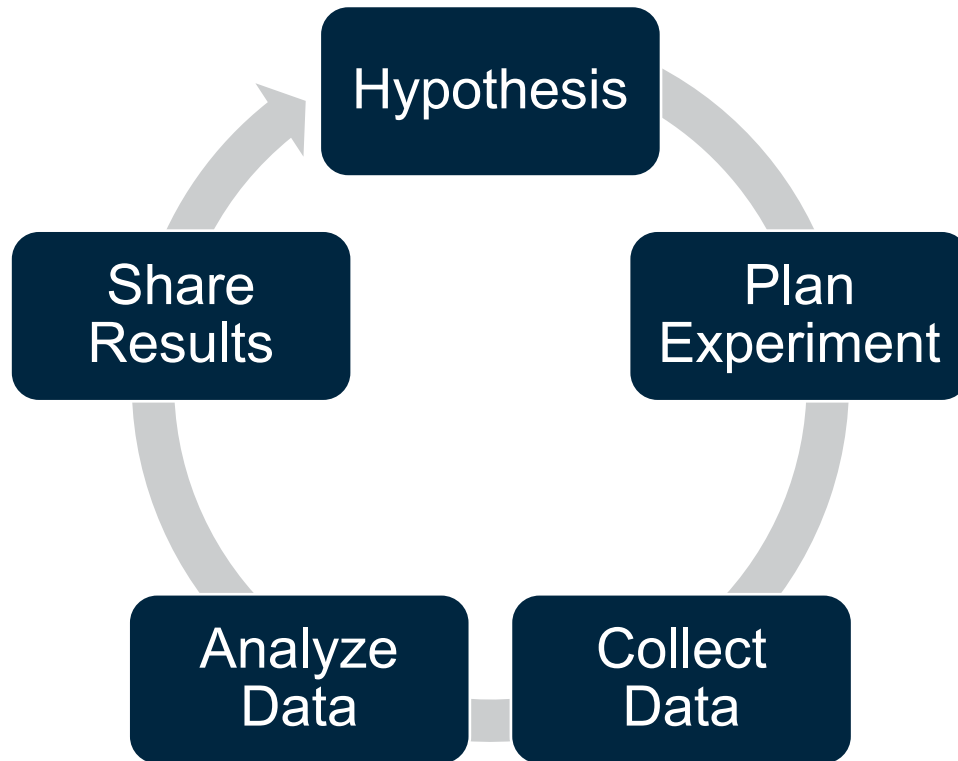 Hypothesis
Plan
Experiment
Collect
Data
Analyze
Data
Share
Results